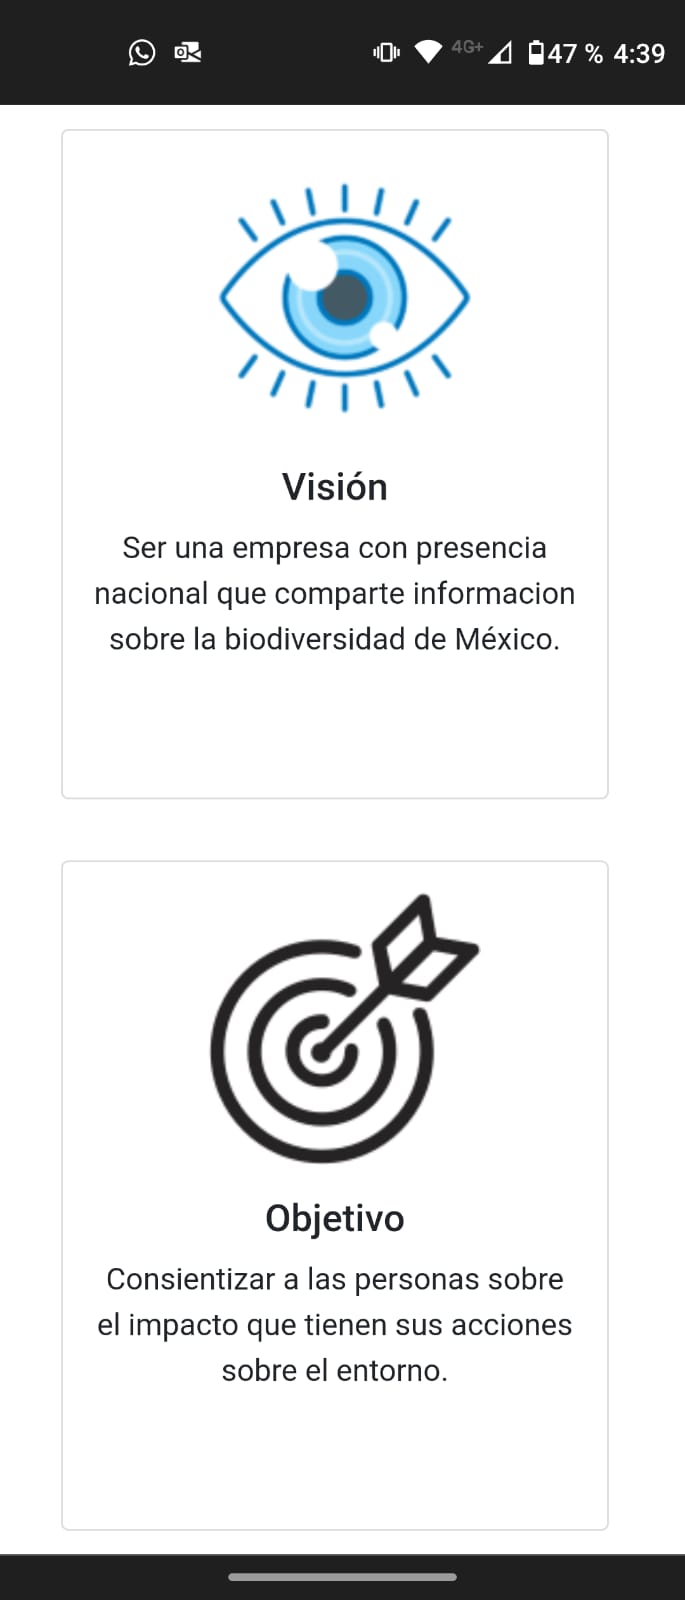 4G+ 47 % 4:39
Visión
Ser una empresa con presencia
nacional que comparte informacion
sobre la biodiversidad de México.
Objetivo
Consientizar a las personas sobre
el impacto que tienen sus acciones
sobre el entorno.